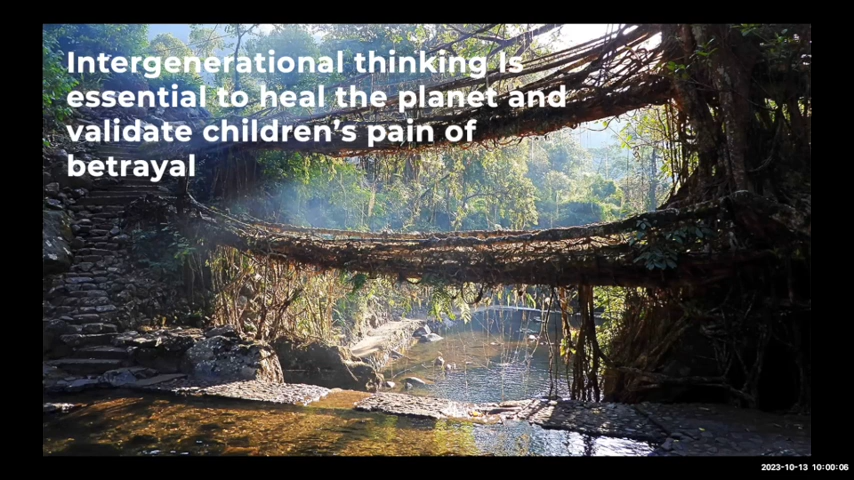 Intergenerational thinking is
essential to heal the planet and
validate children’s pain of
betrayal
2023-10-13 10:00:06